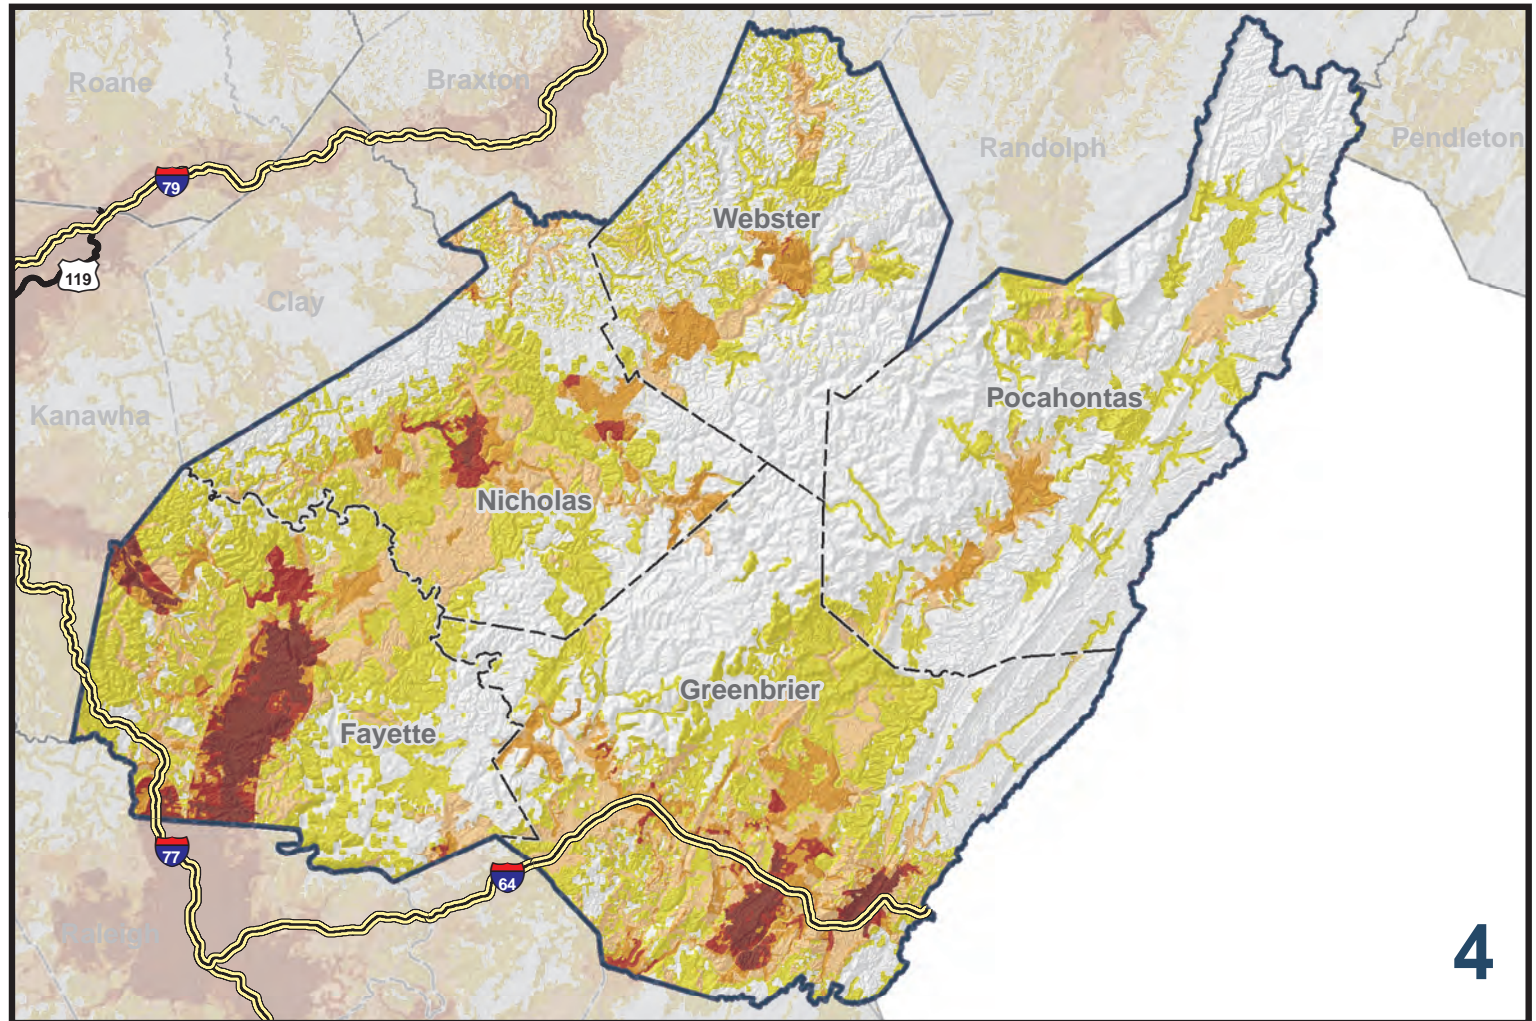 Roane
Braxton
Randolph
Pendleton
79
Webster
119
Clay
Pocahontas
Kanawha
Nicholas
Greenbrier
Fayette
77
64
Raleigh
4